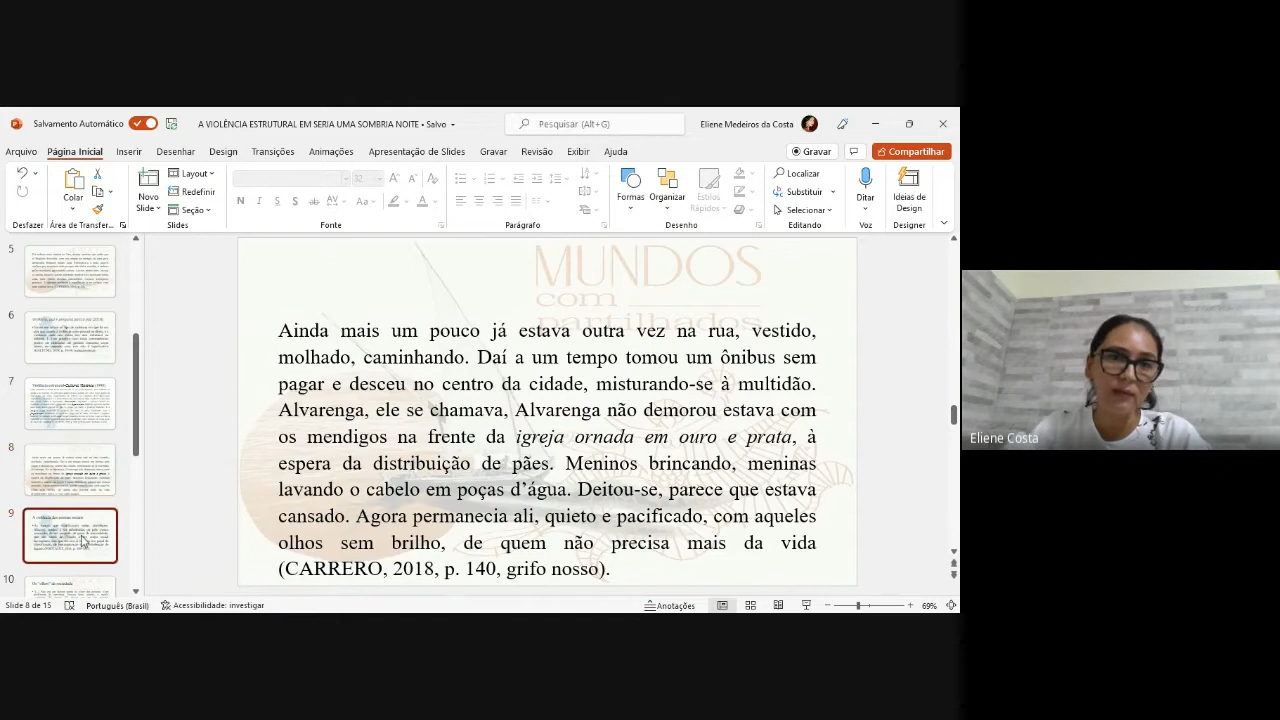 Salvamento Automático
A VIOLÊNCIA ESTRUTURAL EM SERIA UMA SOMBRIA NOITE • Salvo
Pesquisar (Alt+G)
Eliene Medeiros da Costa
Arquivo Página Inicial Inserir Desenhar Design Transições Animações Apresentação de Slides Gravar Revisão Exibir Ajuda
Gravar
Compartilhar
Layout
Redefinir
Seção
Colar
Novo
Slide
Formas
Organizar
Estilos
Rápidos
Localizar
Substituir
Selecionar
Ditar
Ideias de
Design
Desfazer
Área de Transfer...
Slides
Fonte
Parágrafo
Desenho
Editando
Voz
Designer
5
6
7
8
9
10
MUNDOS
com
Ainda mais um pouco e estava outra vez na rua, vestido,
molhado, caminhando. Daí a um tempo tomou um ônibus sem
pagar e desceu no centro da cidade, misturando-se à multidão.
Alvarenga, ele se chamava Alvarenga não demorou estava com
os mendigos na frente da igreja ornada em ouro e prata, à
espera da distribuição de pães. Meninos brincando, meninas
lavando o cabelo em poças d'água. Deitou-se, parece que estava
cansado. Agora permanece ali, quieto e pacificado, com aqueles
olhos sem brilho, de quem não precisa mais da vida
(CARRERO, 2018, p. 140, grifo nosso).
Eliene Costa
Slide 8 de 15
Português (Brasil)
Acessibilidade: investigar
Anotações
69%